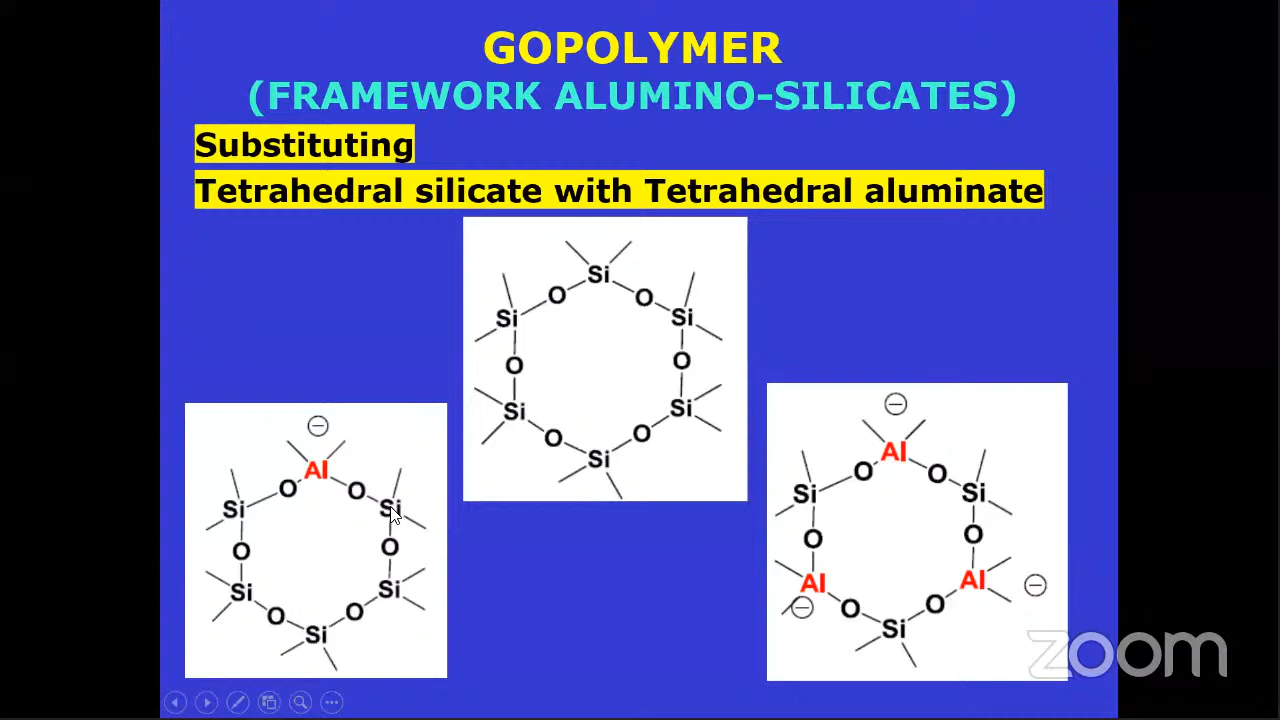 GOPOLYMER
(FRAMEWORK ALUMINO-SILICATES)
Substituting
Tetrahedral silicate with Tetrahedral aluminate
Si
O O
Si Si
O O
Si Si
O O
Si
⊖
Al
O O
Si Si
O O
Si Si
O O
Si
⊖
Al
O O
Si Si
O O
Al Al ⊖
⊖ O O
Si
zoom